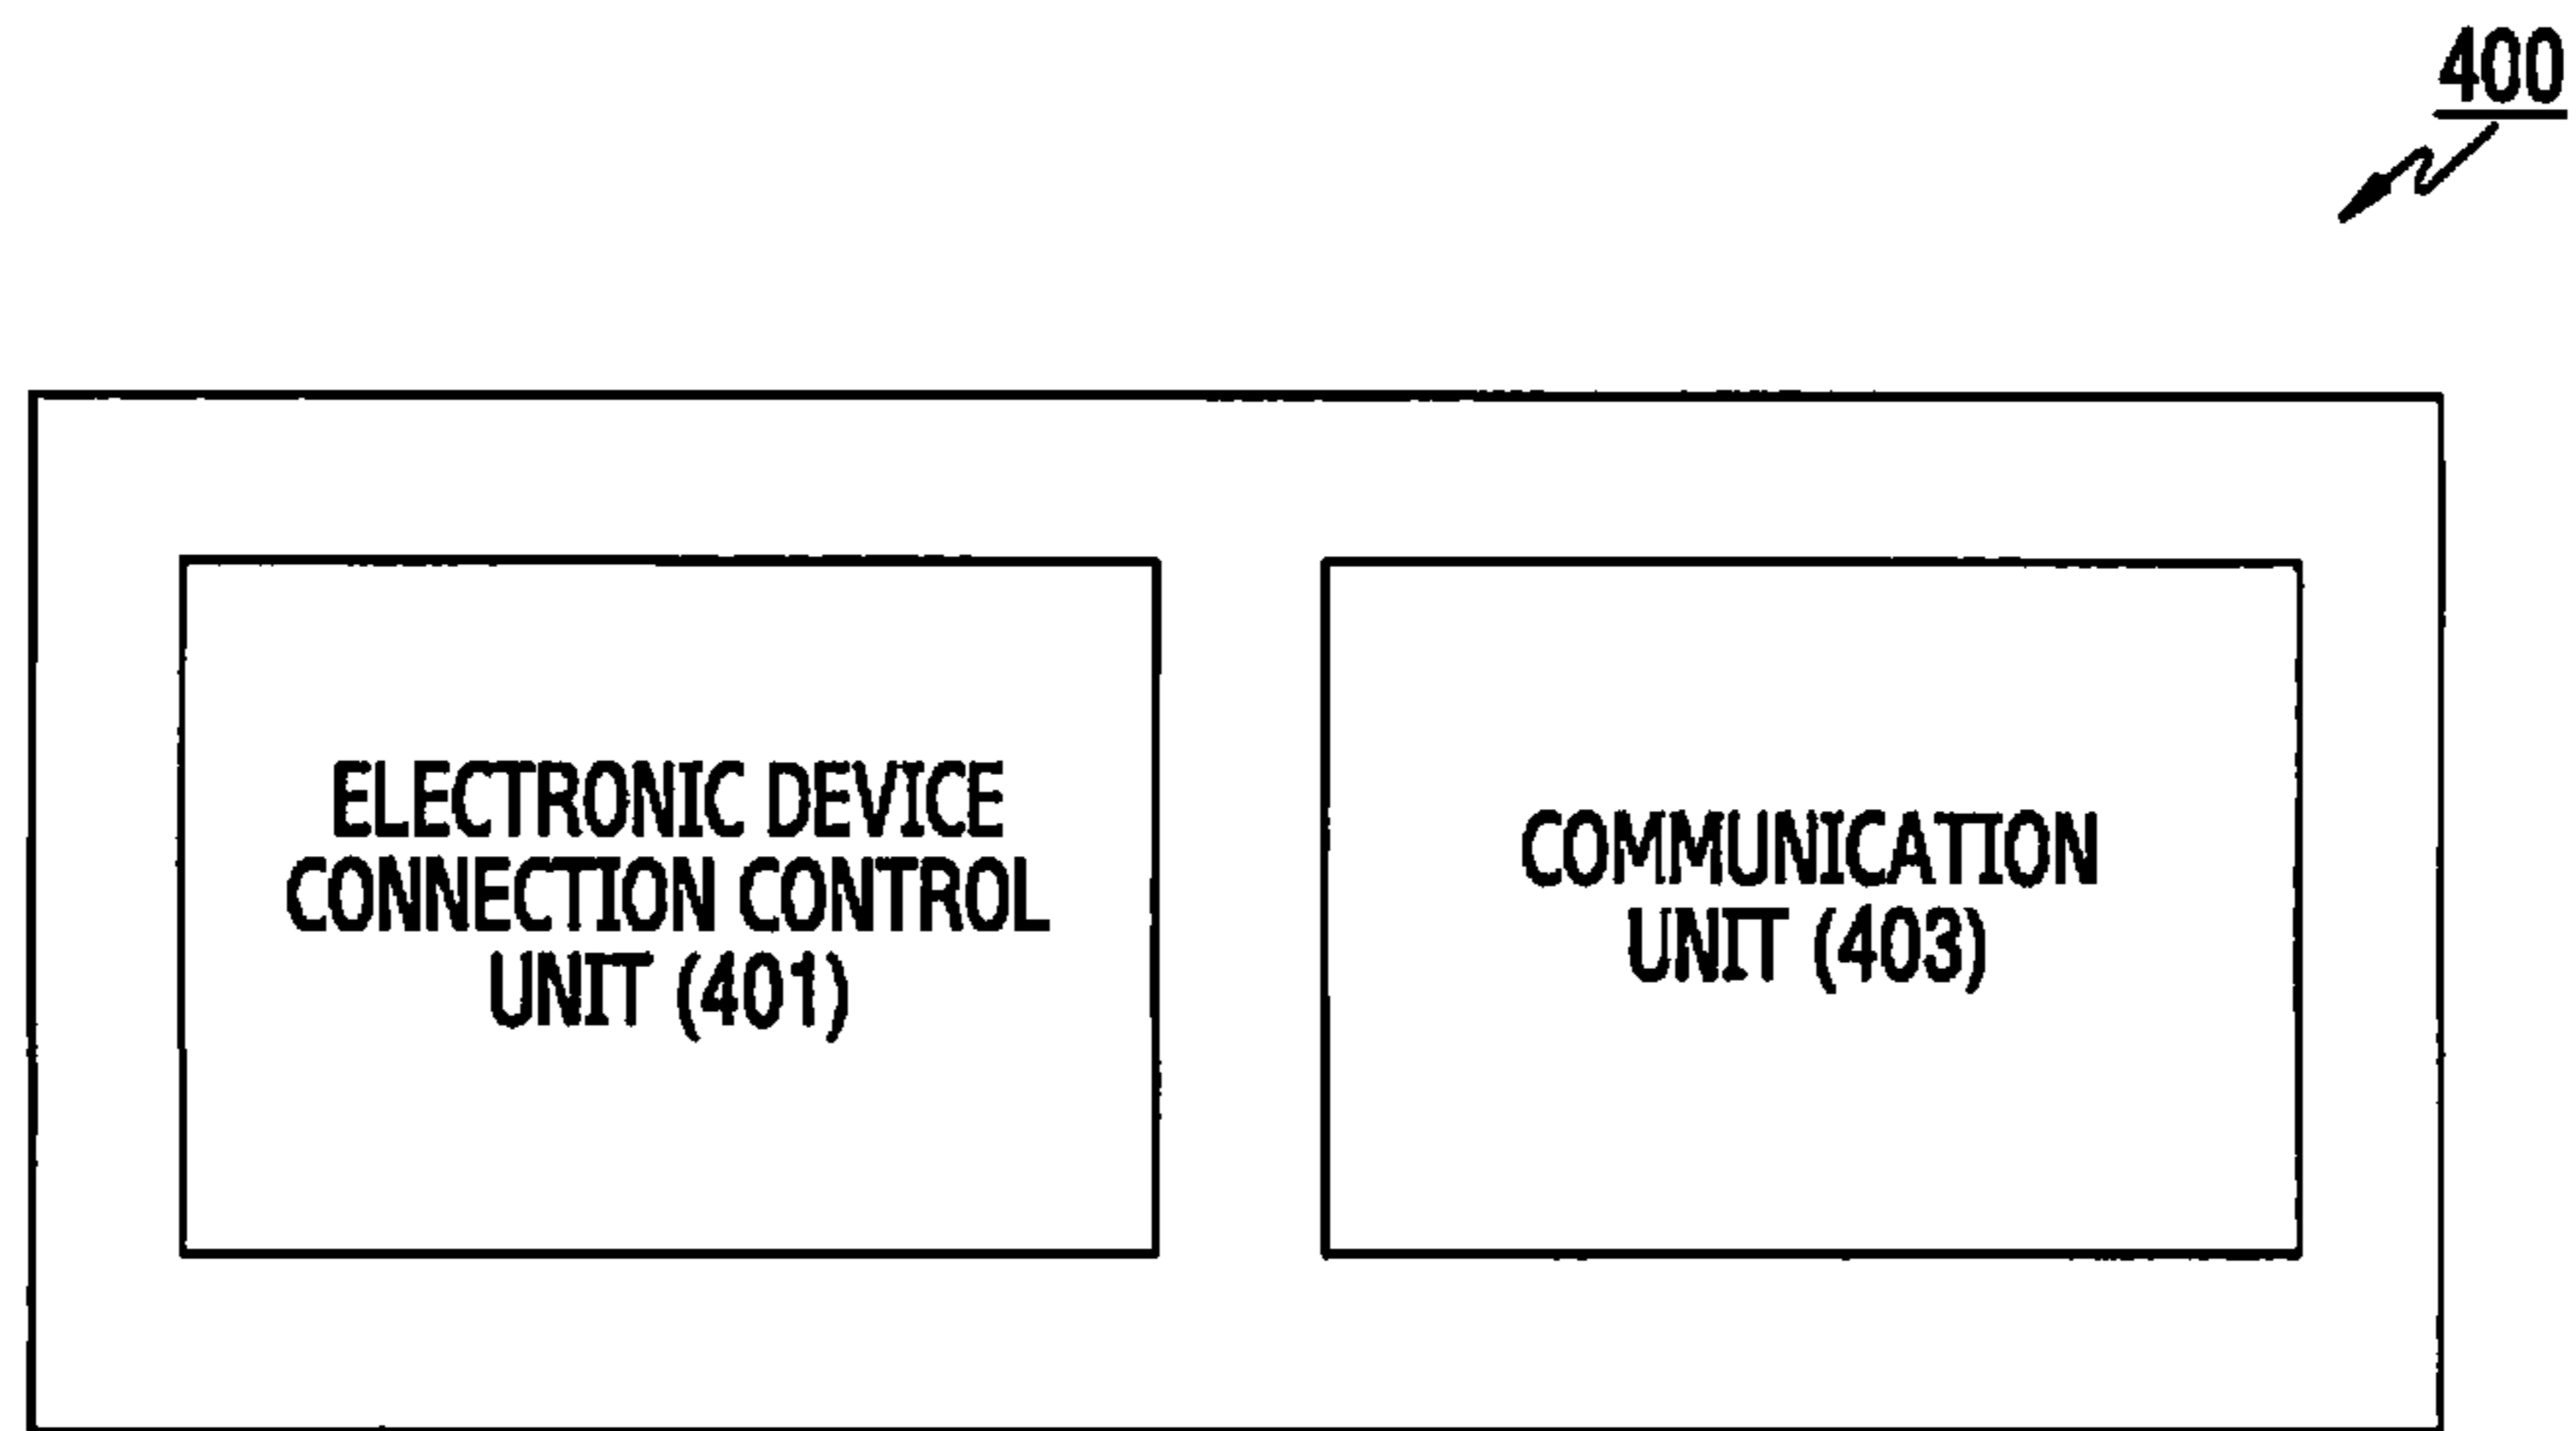 400
ELECTRONIC DEVICE
CONNECTION CONTROL
UNIT (401)
COMMUNICATION
UNIT (403)